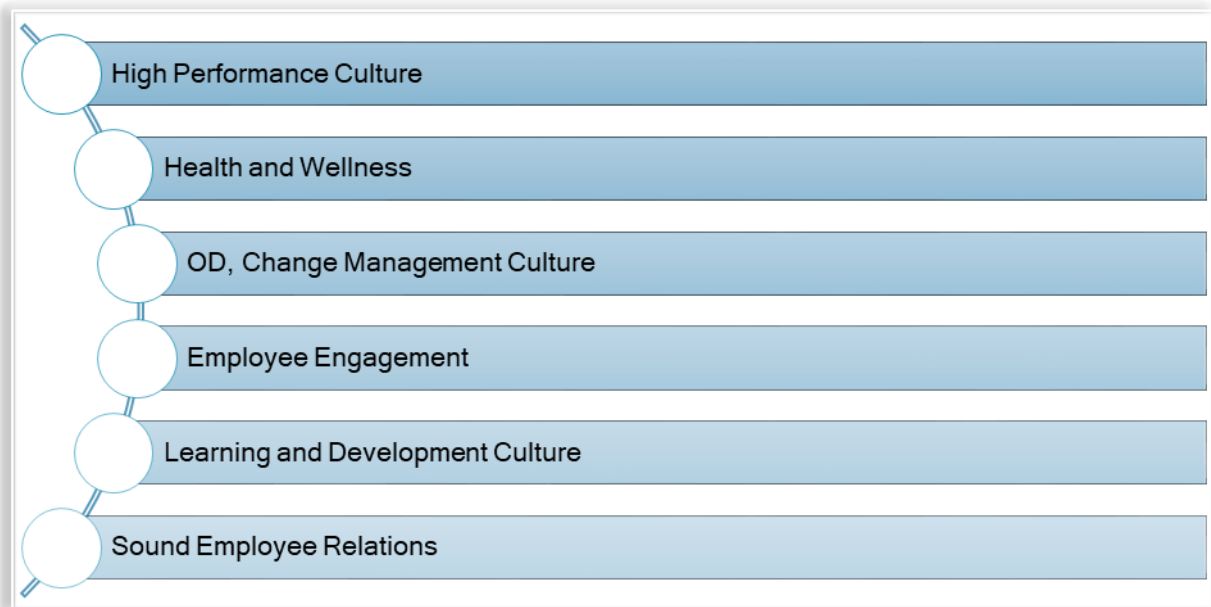 High Performance Culture
Health and Wellness
OD, Change Management Culture
Employee Engagement
Learning and Development Culture
Sound Employee Relations